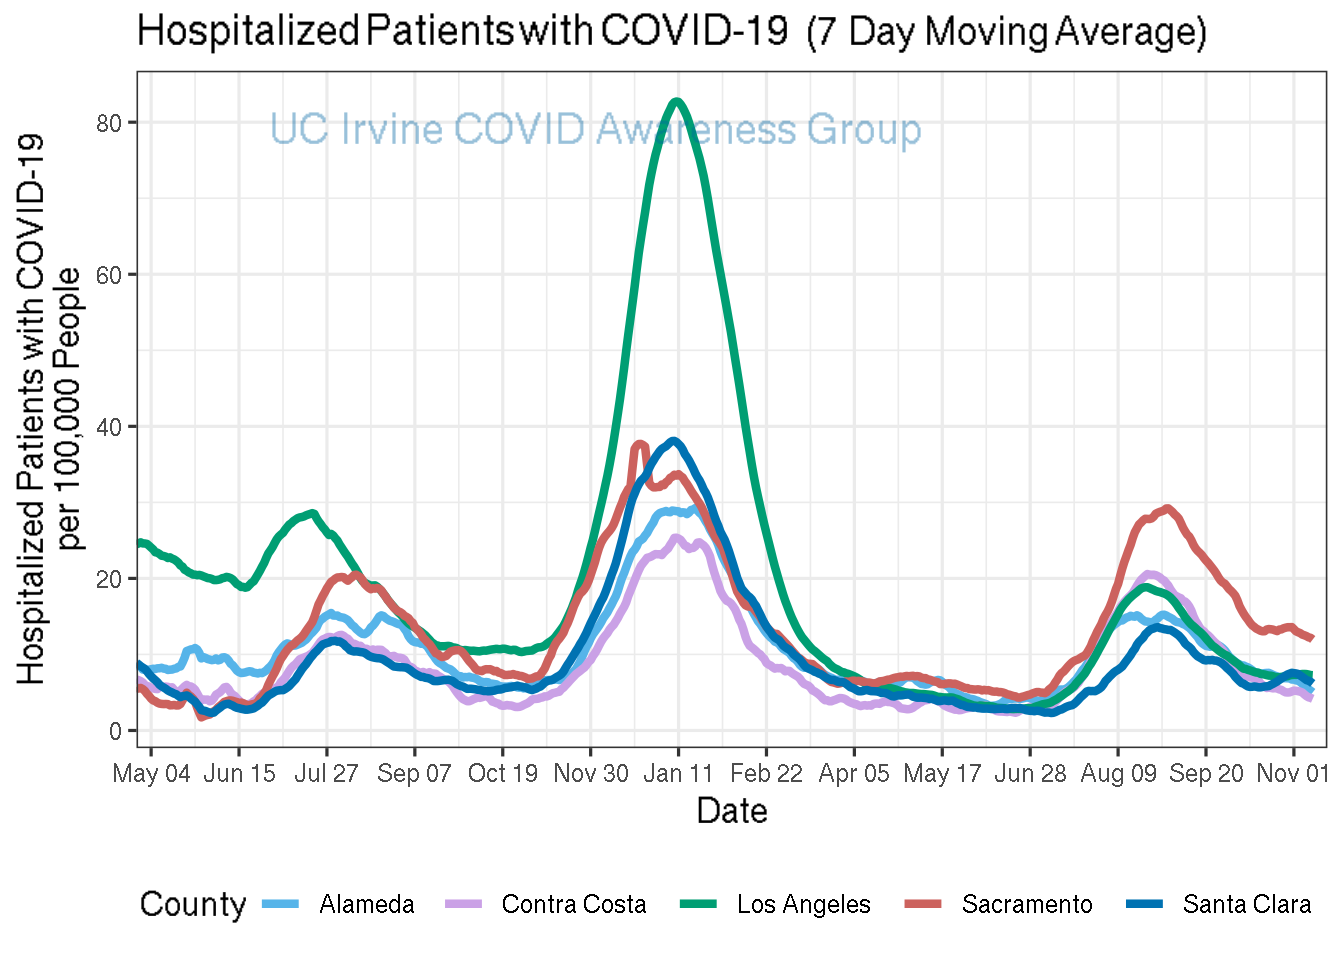 Hospitalized Patients with COVID-19 (7 Day Moving Average)
UC Irvine COVID Awareness Group
Hospitalized Patients with COVID-19
per 100,000 People
80
60
40
20
0
May 04 Jun 15 Jul 27 Sep 07 Oct 19 Nov 30 Jan 11 Feb 22 Apr 05 May 17 Jun 28 Aug 09 Sep 20 Nov 01
Date
County Alameda Contra Costa Los Angeles Sacramento Santa Clara